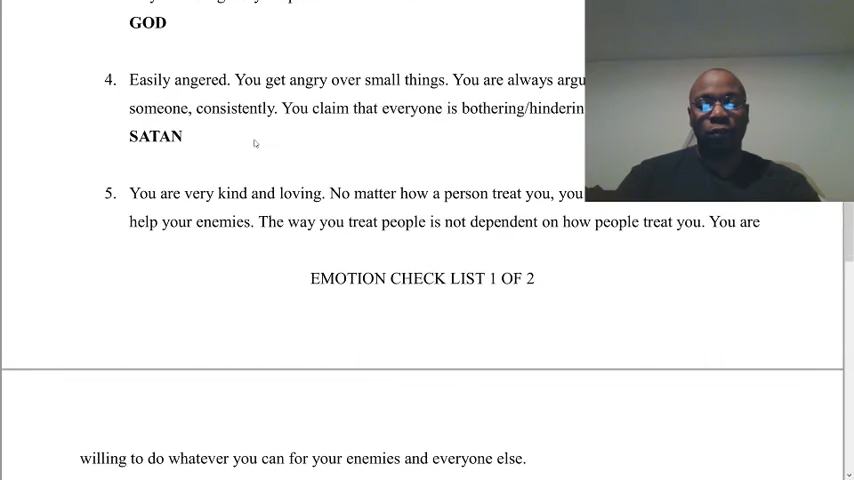 GOD
4. Easily angered. You get angry over small things. You are always argu
someone, consistently. You claim that everyone is bothering/hinderin
SATAN
5. You are very kind and loving. No matter how a person treat you, you
help your enemies. The way you treat people is not dependent on how people treat you. You are
EMOTION CHECK LIST 1 OF 2
willing to do whatever you can for your enemies and everyone else.